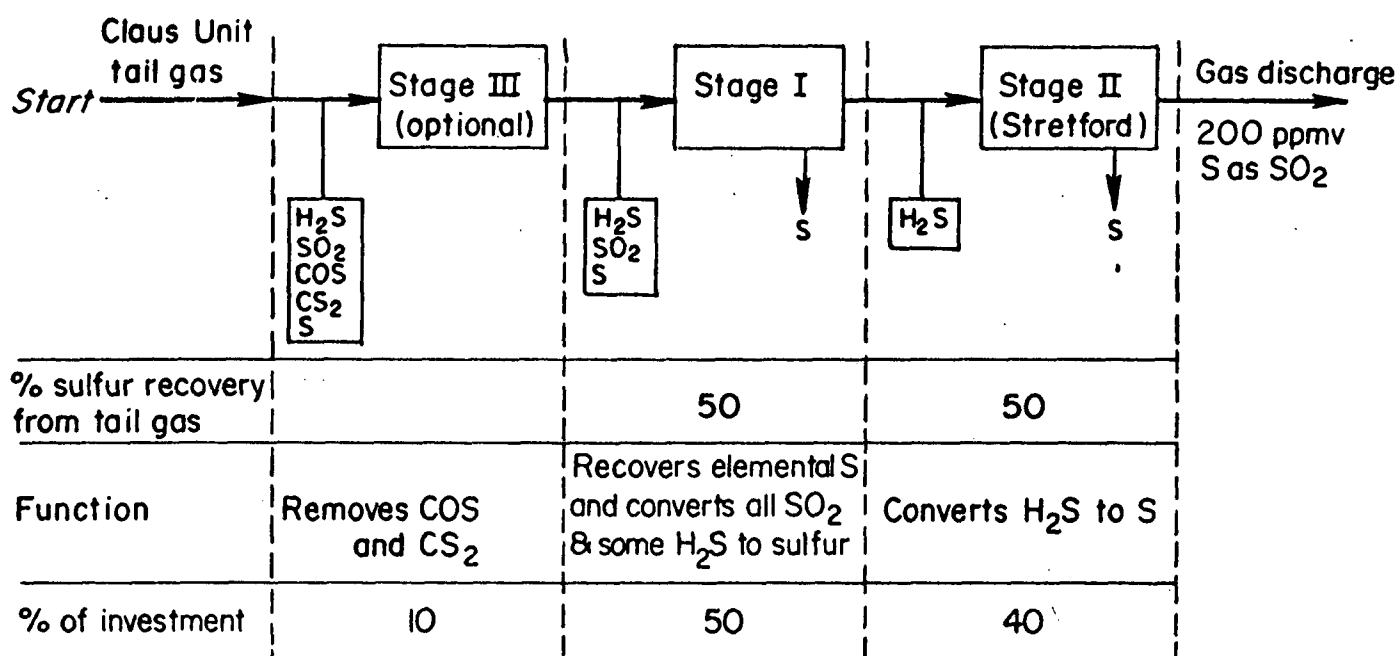 Claus Unit
tail gas
Start
Stage III
(optional)
Stage I
Stage II
(Stretford)
Gas discharge
200 ppmv
S as SO₂
H₂S
SO₂
COS
CS₂
S
H₂S
SO₂
S
S
H₂S
S
% sulfur recovery
from tail gas
50
50
Function
Removes COS
and CS₂
Recovers elemental S
and converts all SO₂
& some H₂S to sulfur
Converts H₂S to S
% of investment
10
50
40